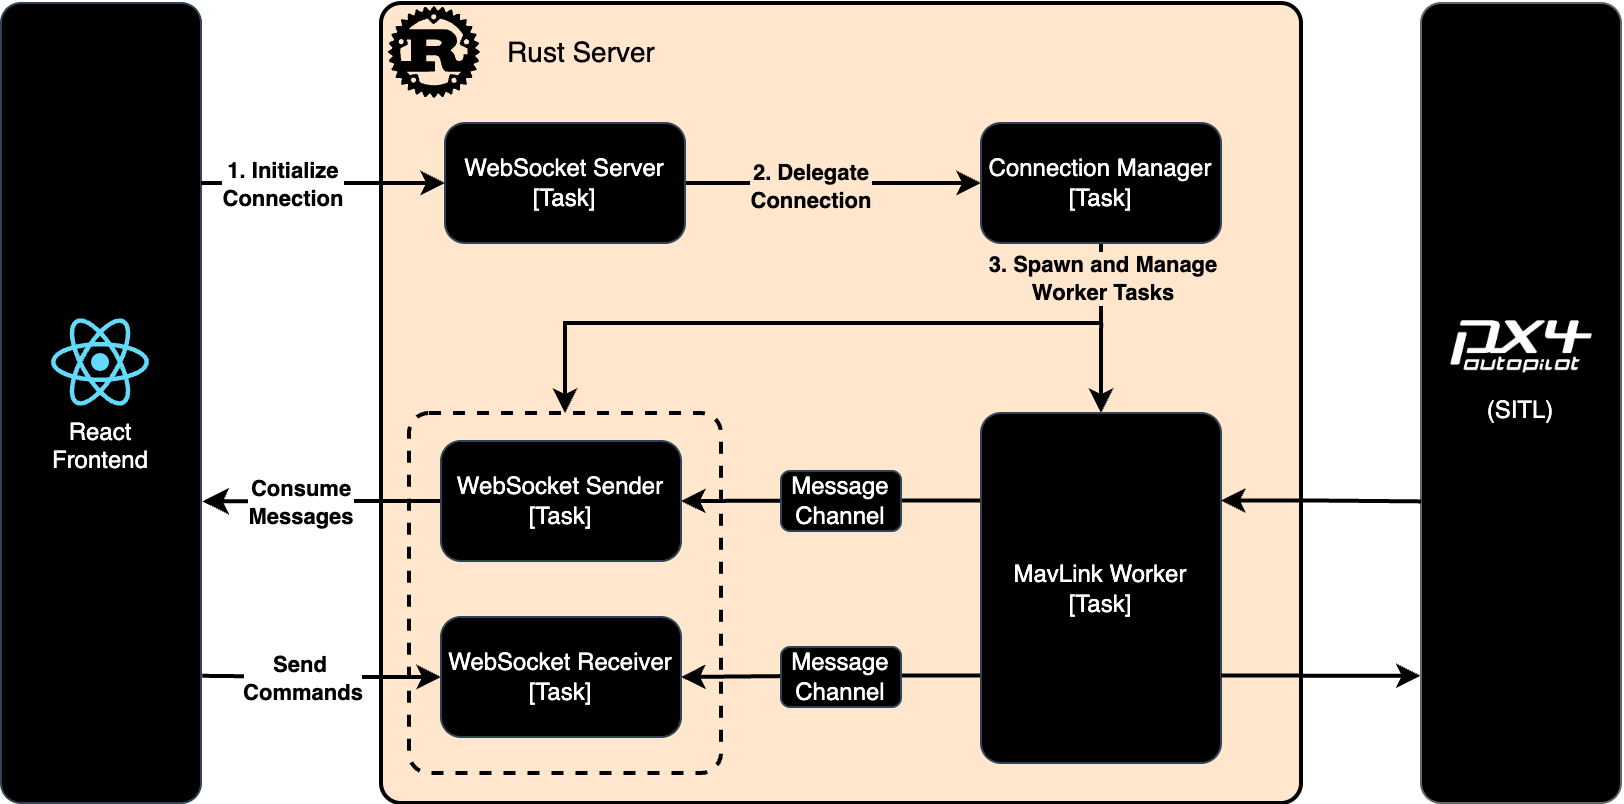 Rust Server
WebSocket Server
[Task]
Connection Manager
[Task]
1. Initialize
Connection
2. Delegate
Connection
3. Spawn and Manage
Worker Tasks
React
Frontend
PX4
autopilot
(SITL)
Consume
Messages
WebSocket Sender
[Task]
Message
Channel
MavLink Worker
[Task]
Send
Commands
WebSocket Receiver
[Task]
Message
Channel